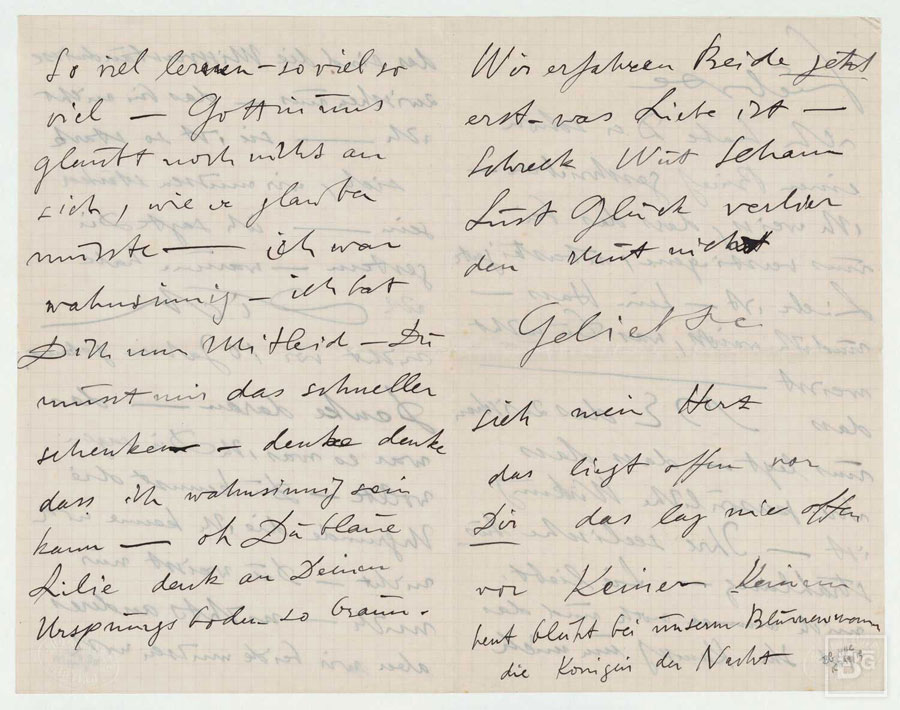 So viel lernen – so viel so
viel — Gott in uns
glaubt noch nichts an
sich, wie er glauben
müsste — ich war
wahnsinnig – ich bat
Dich um Mitleid – Du
musst mir das schneller
schenken – denke denke
dass ich wahnsinnig sein
kann — oh Du blaue
Lilie denk an Deinen
Ursprungsboden so braun.
Wir erfahren Beide jetzt
erst was Liebe ist —
Schreck Wut Scham
Lust Glück verlier
den Mut nicht
Geliebte
sieh mein Herz
das liegt offen vor
Dir das lag nie offen
vor Keiner Keinem
heut blüht bei unserm Blumenmann
die Königin der Nacht